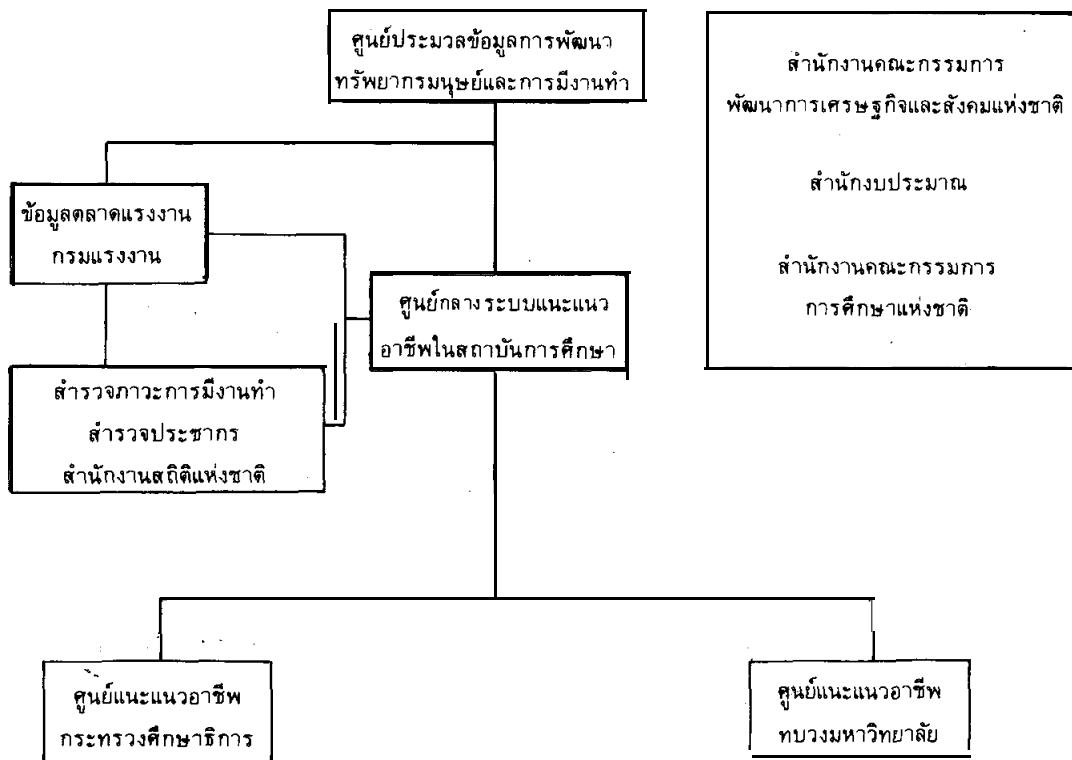 ศูนย์ประมวลข้อมูลการพัฒนา
ทรัพยากรมนุษย์และการมีงานทำ
สำนักงานคณะกรรมการ
พัฒนาการเศรษฐกิจและสังคมแห่งชาติ
สำนักงบประมาณ
สำนักงานคณะกรรมการ
การศึกษาแห่งชาติ
ข้อมูลตลาดแรงงาน
กรมแรงงาน
ศูนย์กลางระบบแนะแนว
อาชีพในสถาบันการศึกษา
สำรวจภาวะการมีงานทำ
สำรวจประชากร
สำนักงานสถิติแห่งชาติ
ศูนย์แนะแนวอาชีพ
กระทรวงศึกษาธิการ
ศูนย์แนะแนวอาชีพ
ทบวงมหาวิทยาลัย